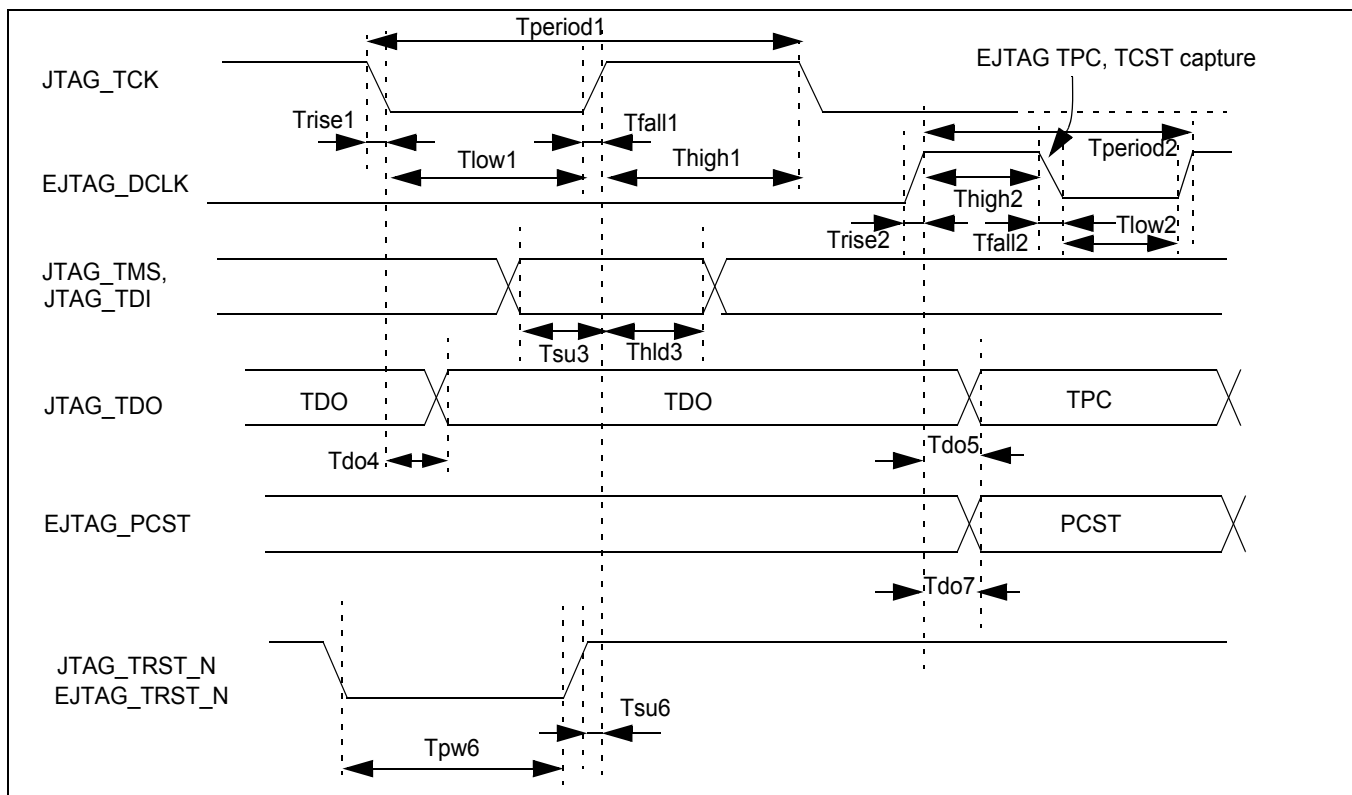 Tperiod1
EJTAG TPC, TCST capture
JTAG_TCK
Trise1
Tfall1
Tperiod2
Tlow1
Thigh1
EJTAG_DCLK
Thigh2
Trise2
Tfall2
Tlow2
JTAG_TMS,
JTAG_TDI
Tsu3
Thld3
JTAG_TDO
TDO
TDO
TPC
Tdo4
Tdo5
EJTAG_PCST
PCST
Tdo7
JTAG_TRST_N
EJTAG_TRST_N
Tsu6
Tpw6